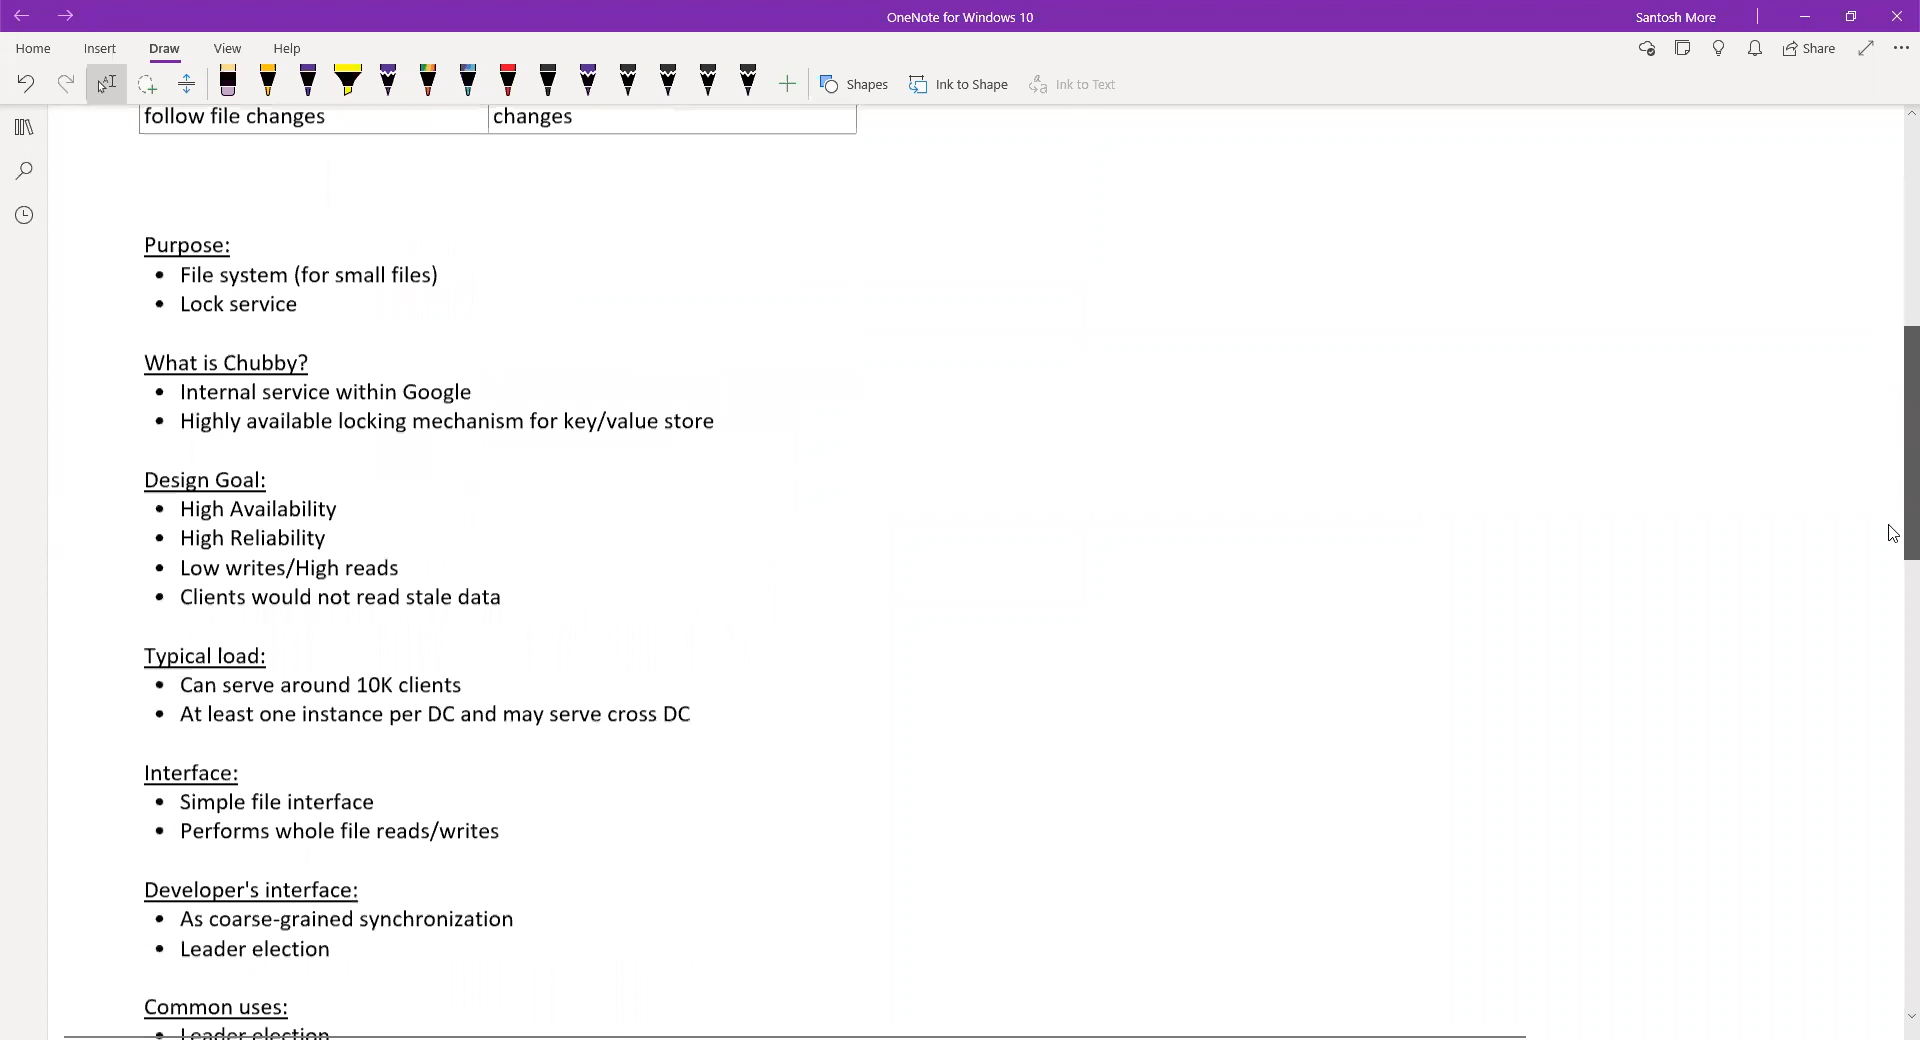 OneNote for Windows 10
Santosh More
Home Insert Draw View Help
Share
Shapes Ink to Shape Ink to Text
follow file changes changes
Purpose:
• File system (for small files)
• Lock service
What is Chubby?
• Internal service within Google
• Highly available locking mechanism for key/value store
Design Goal:
• High Availability
• High Reliability
• Low writes/High reads
• Clients would not read stale data
Typical load:
• Can serve around 10K clients
• At least one instance per DC and may serve cross DC
Interface:
• Simple file interface
• Performs whole file reads/writes
Developer's interface:
• As coarse-grained synchronization
• Leader election
Common uses:
• Leader election